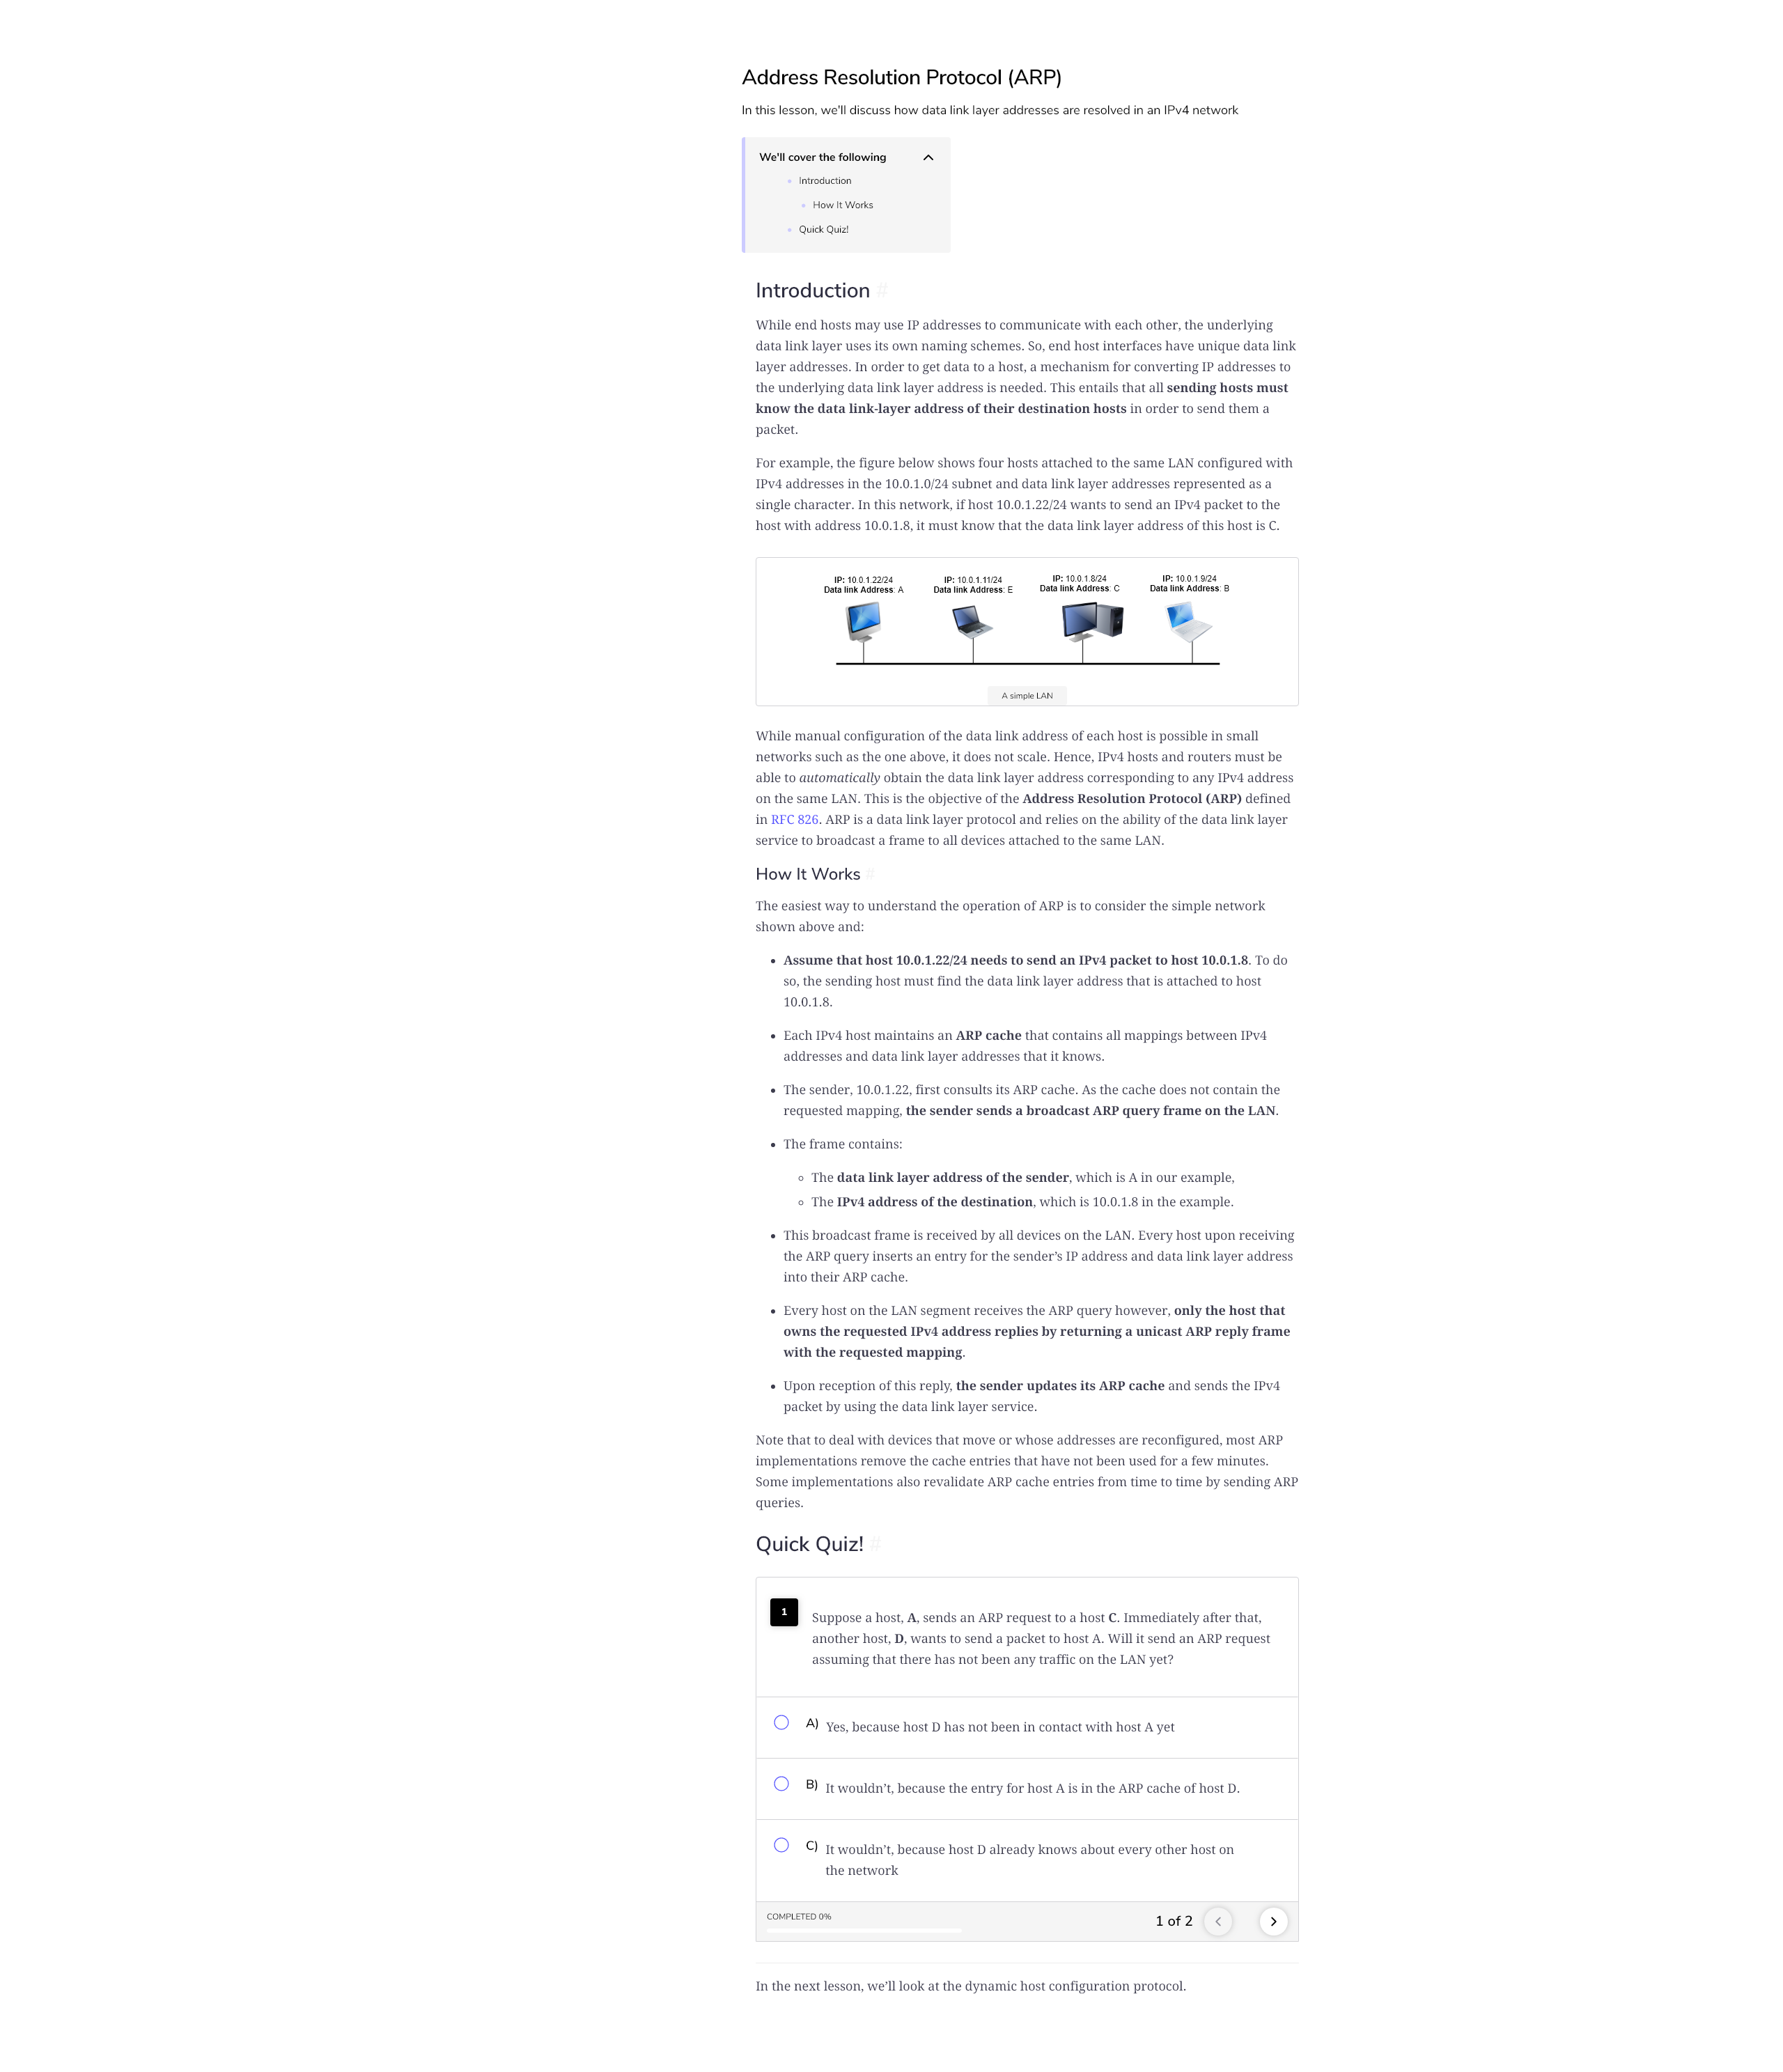 Address Resolution Protocol (ARP)
In this lesson, we'll discuss how data link layer addresses are resolved in an IPv4 network
We'll cover the following
Introduction
How It Works
Quick Quiz!
Introduction #
While end hosts may use IP addresses to communicate with each other, the underlying
data link layer uses its own naming schemes. So, end host interfaces have unique data link
layer addresses. In order to get data to a host, a mechanism for converting IP addresses to
the underlying data link layer address is needed. This entails that all sending hosts must
know the data link-layer address of their destination hosts in order to send them a
packet.
For example, the figure below shows four hosts attached to the same LAN configured with
IPv4 addresses in the 10.0.1.0/24 subnet and data link layer addresses represented as a
single character. In this network, if host 10.0.1.22/24 wants to send an IPv4 packet to the
host with address 10.0.1.8, it must know that the data link layer address of this host is C.
IP: 10.0.1.22/24
Data link Address: A
IP: 10.0.1.11/24
Data link Address: E
IP: 10.0.1.8/24
Data link Address: C
IP: 10.0.1.9/24
Data link Address: B
A simple LAN
While manual configuration of the data link address of each host is possible in small
networks such as the one above, it does not scale. Hence, IPv4 hosts and routers must be
able to automatically obtain the data link layer address corresponding to any IPv4 address
on the same LAN. This is the objective of the Address Resolution Protocol (ARP) defined
in RFC 826. ARP is a data link layer protocol and relies on the ability of the data link layer
service to broadcast a frame to all devices attached to the same LAN.
How It Works #
The easiest way to understand the operation of ARP is to consider the simple network
shown above and:
• Assume that host 10.0.1.22/24 needs to send an IPv4 packet to host 10.0.1.8. To do
so, the sending host must find the data link layer address that is attached to host
10.0.1.8.
• Each IPv4 host maintains an ARP cache that contains all mappings between IPv4
addresses and data link layer addresses that it knows.
• The sender, 10.0.1.22, first consults its ARP cache. As the cache does not contain the
requested mapping, the sender sends a broadcast ARP query frame on the LAN.
• The frame contains:
◦ The data link layer address of the sender, which is A in our example,
◦ The IPv4 address of the destination, which is 10.0.1.8 in the example.
• This broadcast frame is received by all devices on the LAN. Every host upon receiving
the ARP query inserts an entry for the sender’s IP address and data link layer address
into their ARP cache.
• Every host on the LAN segment receives the ARP query however, only the host that
owns the requested IPv4 address replies by returning a unicast ARP reply frame
with the requested mapping.
• Upon reception of this reply, the sender updates its ARP cache and sends the IPv4
packet by using the data link layer service.
Note that to deal with devices that move or whose addresses are reconfigured, most ARP
implementations remove the cache entries that have not been used for a few minutes.
Some implementations also revalidate ARP cache entries from time to time by sending ARP
queries.
Quick Quiz! #
1
Suppose a host, A, sends an ARP request to a host C. Immediately after that,
another host, D, wants to send a packet to host A. Will it send an ARP request
assuming that there has not been any traffic on the LAN yet?
A) Yes, because host D has not been in contact with host A yet
B) It wouldn’t, because the entry for host A is in the ARP cache of host D.
C) It wouldn’t, because host D already knows about every other host on
the network
COMPLETED 0%
1 of 2
In the next lesson, we’ll look at the dynamic host configuration protocol.